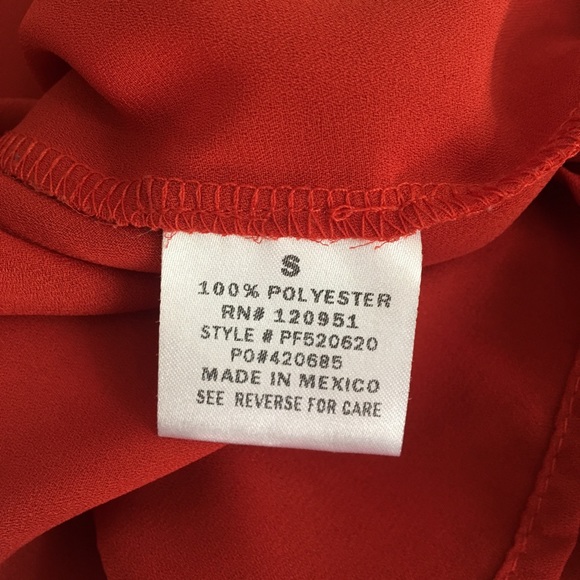 S
100% POLYESTER
RN# 120951
STYLE # PF520620
PO#420685
MADE IN MEXICO
SEE REVERSE FOR CARE